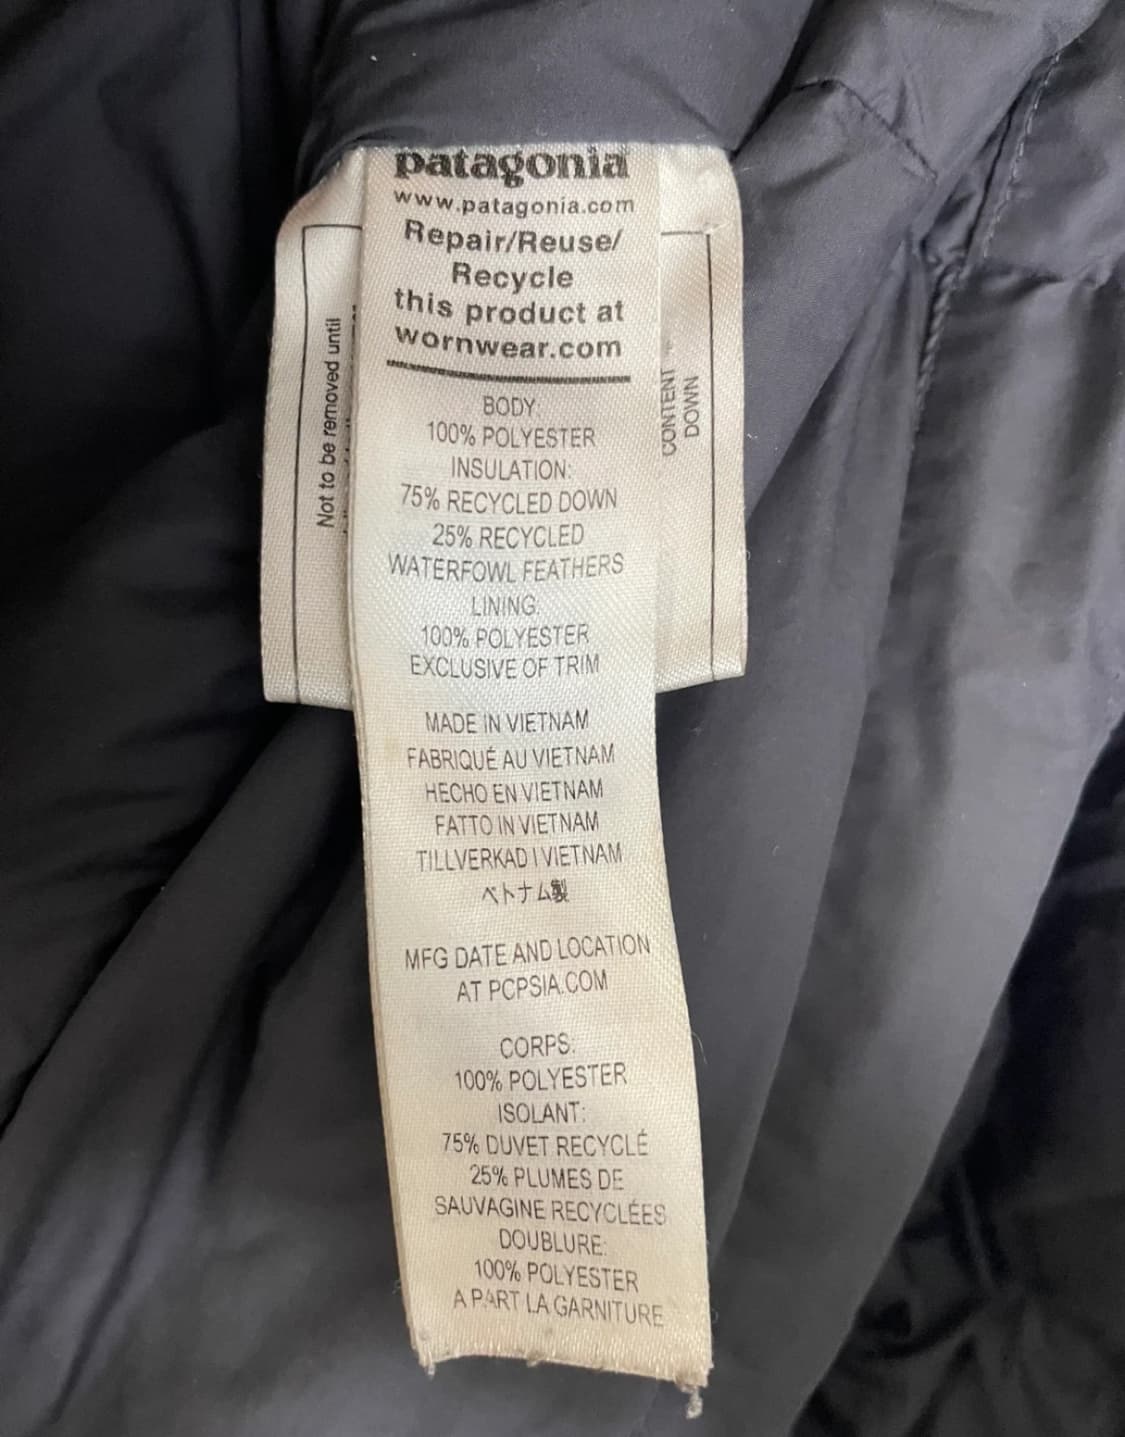 patagonia
www.patagonia.com
Repair/Reuse/
Recycle
this product at
wornwear.com
BODY:
100% POLYESTER
INSULATION:
75% RECYCLED DOWN
25% RECYCLED
WATERFOWL FEATHERS
LINING:
100% POLYESTER
EXCLUSIVE OF TRIM
MADE IN VIETNAM
FABRIQUÉ AU VIETNAM
HECHO EN VIETNAM
FATTO IN VIETNAM
TILLVERKAD I VIETNAM
ベトナム製
MFG DATE AND LOCATION
AT PCPSIA.COM
CORPS:
100% POLYESTER
ISOLANT:
75% DUVET RECYCLÉ
25% PLUMES DE
SAUVAGINE RECYCLÉES
DOUBLURE:
100% POLYESTER
A PART LA GARNITURE
Not to be removed until
CONTENT
DOWN